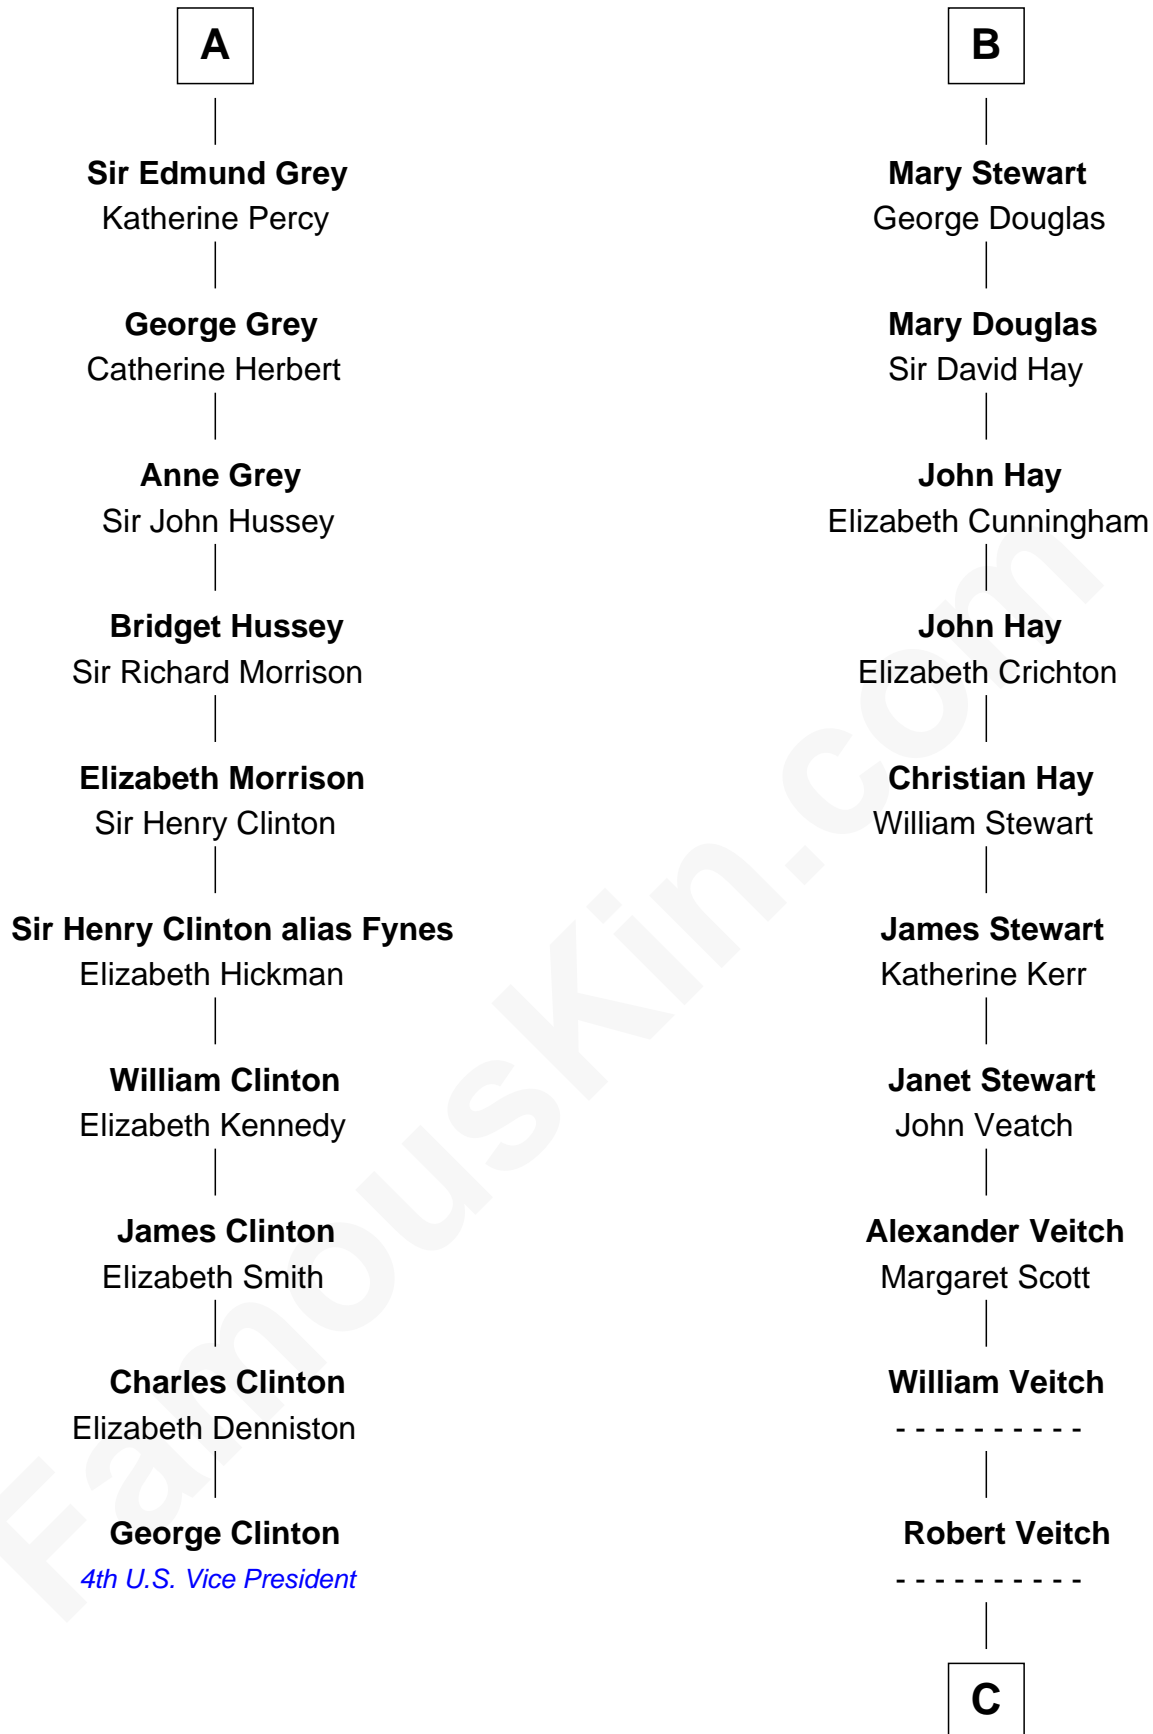 A
Sir Edmund Grey
Katherine Percy
George Grey
Catherine Herbert
Anne Grey
Sir John Hussey
Bridget Hussey
Sir Richard Morrison
Elizabeth Morrison
Sir Henry Clinton
Sir Henry Clinton alias Fynes
Elizabeth Hickman
William Clinton
Elizabeth Kennedy
James Clinton
Elizabeth Smith
Charles Clinton
Elizabeth Denniston
George Clinton
4th U.S. Vice President
B
Mary Stewart
George Douglas
Mary Douglas
Sir David Hay
John Hay
Elizabeth Cunningham
John Hay
Elizabeth Crichton
Christian Hay
William Stewart
James Stewart
Katherine Kerr
Janet Stewart
John Veatch
Alexander Veitch
Margaret Scott
William Veitch
- - - - - - - - - -
Robert Veitch
- - - - - - - - - -
C
FamousKin.com